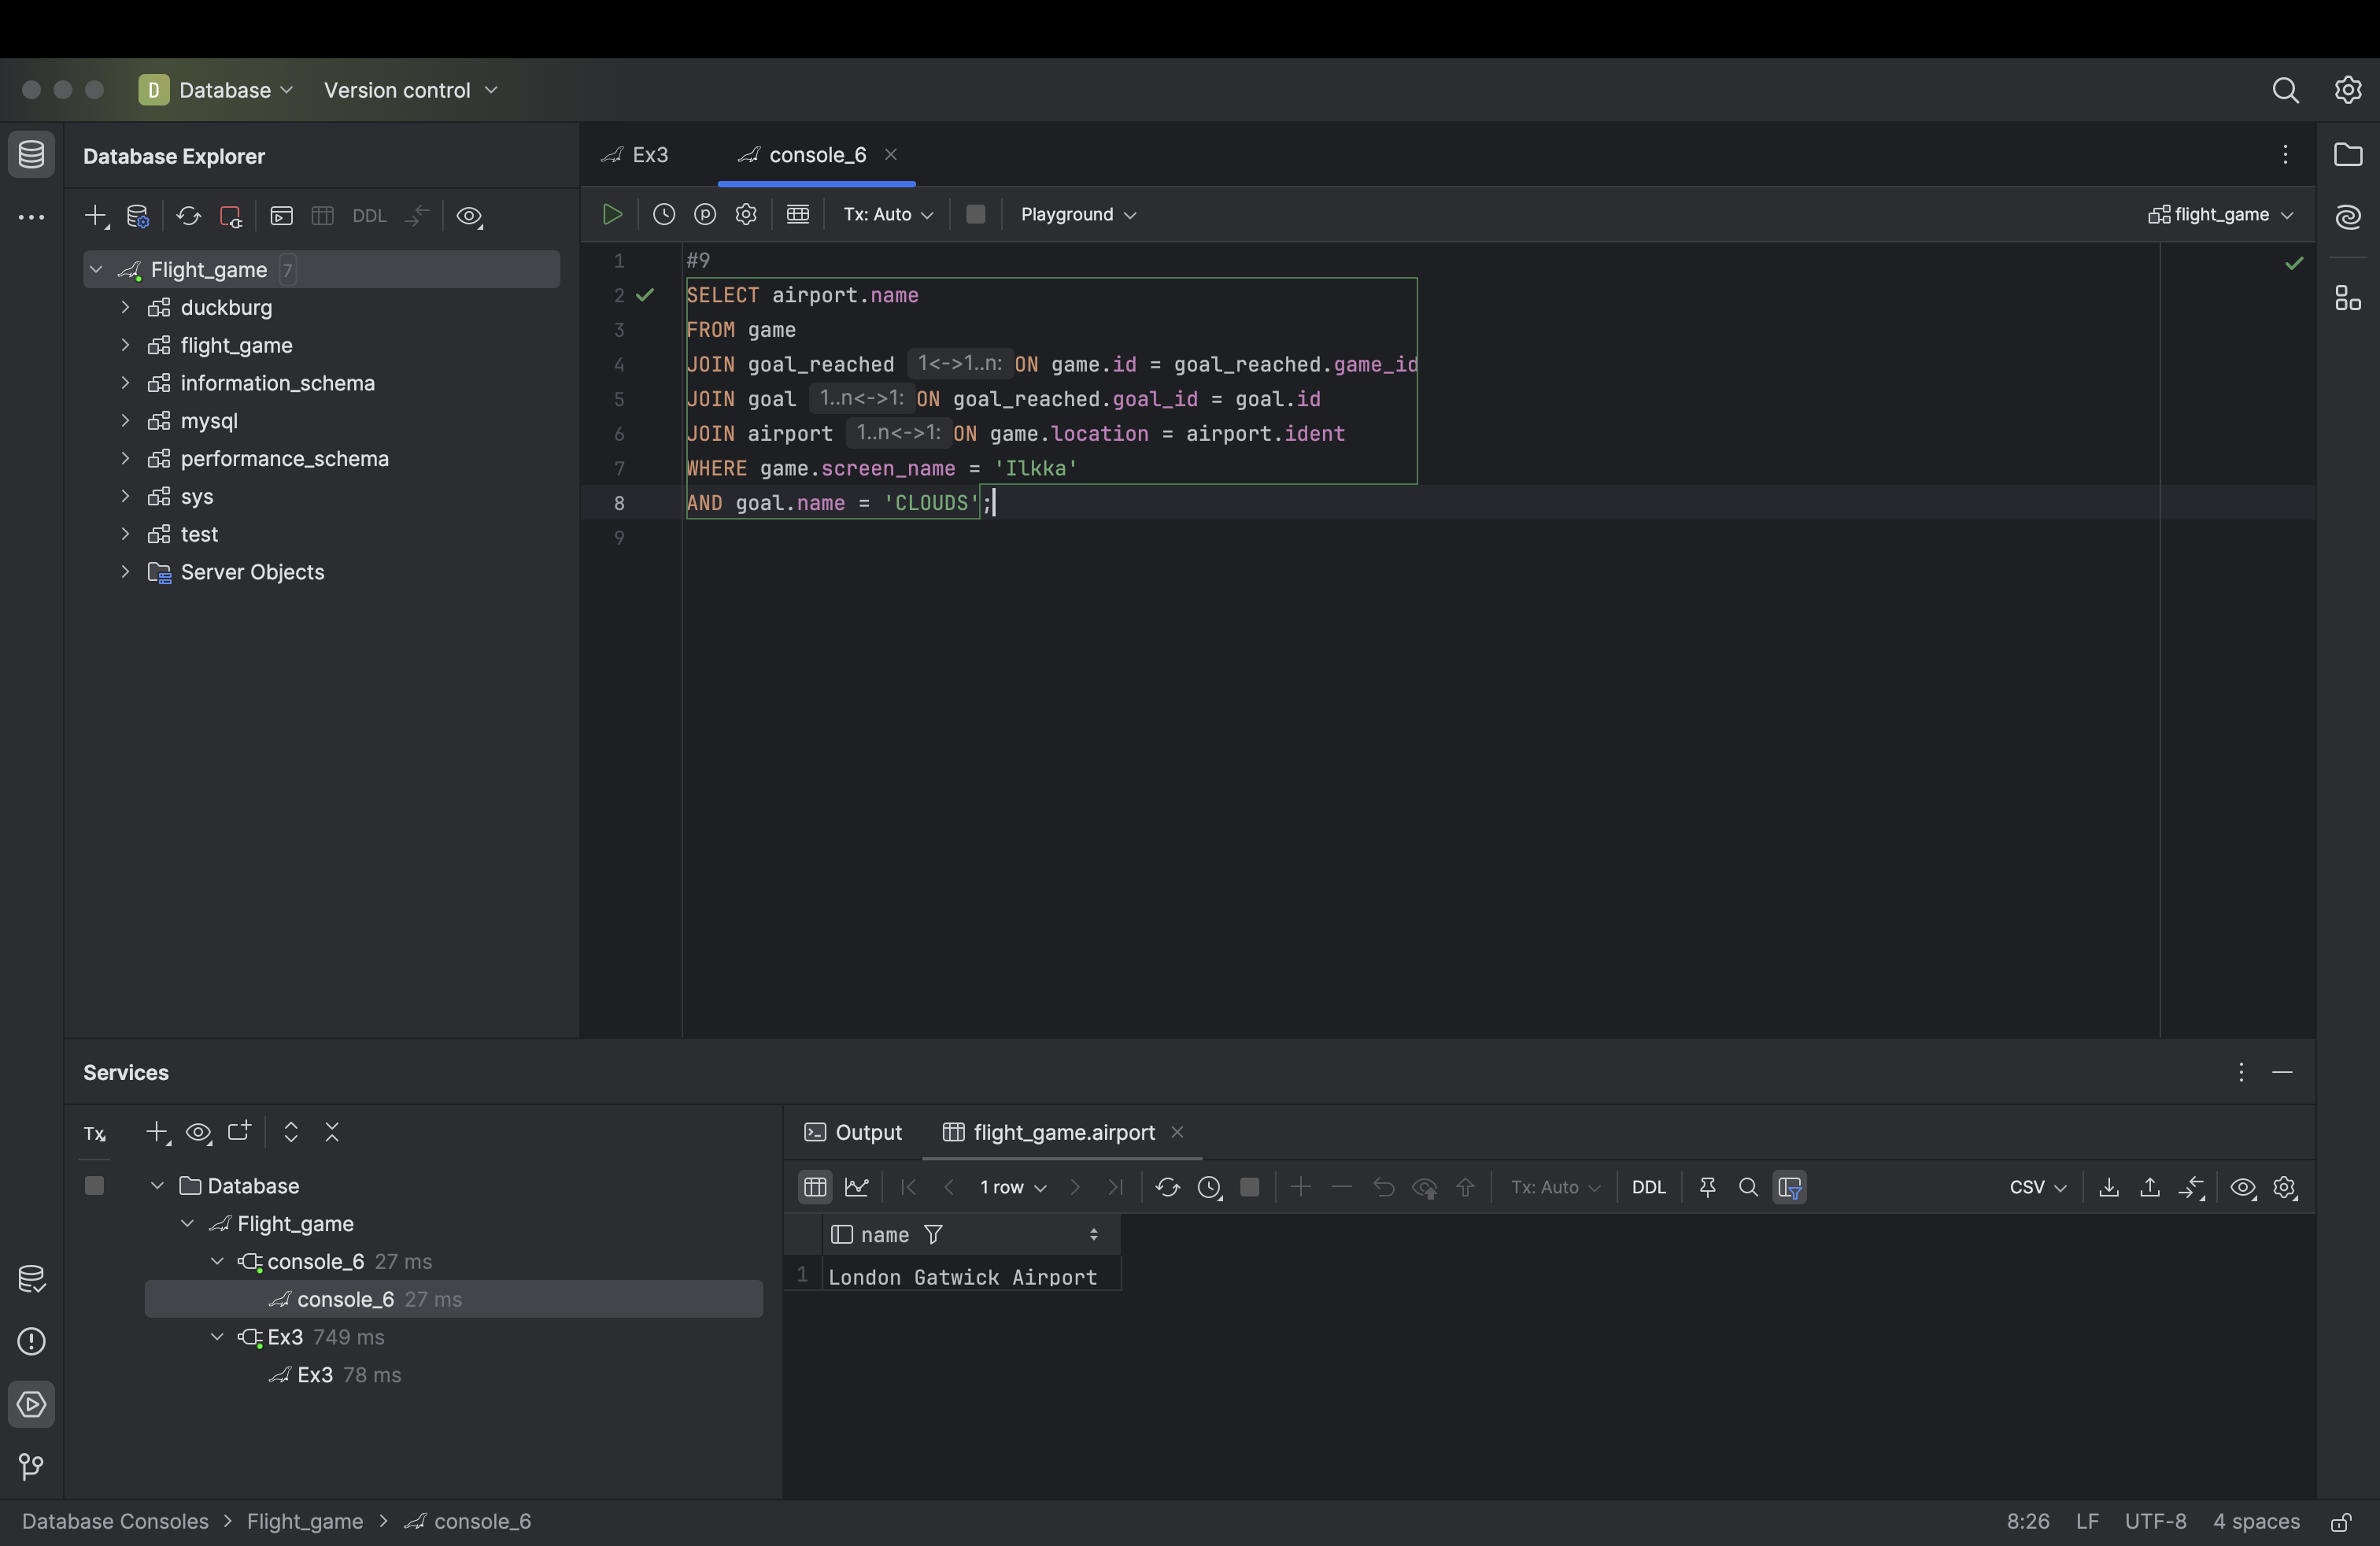 D Database Version control
Database Explorer
DDL
Flight_game 7
duckburg
flight_game
information_schema
mysql
performance_schema
sys
test
Server Objects
Ex3 console_6
Tx: Auto Playground flight_game
1 #9
2 SELECT airport.name
3 FROM game
4 JOIN goal_reached 1<->1..n: ON game.id = goal_reached.game_id
5 JOIN goal 1..n<->1: ON goal_reached.goal_id = goal.id
6 JOIN airport 1..n<->1: ON game.location = airport.ident
7 WHERE game.screen_name = 'Ilkka'
8 AND goal.name = 'CLOUDS';
9
Services
Tx
Database
Flight_game
console_6 27 ms
console_6 27 ms
Ex3 749 ms
Ex3 78 ms
Output flight_game.airport
1 row Tx: Auto DDL CSV
name
1 London Gatwick Airport
Database Consoles > Flight_game > console_6
8:26 LF UTF-8 4 spaces